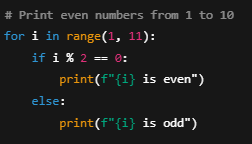 # Print even numbers from 1 to 10
for i in range(1, 11):
    if i % 2 == 0:
        print(f"{i} is even")
    else:
        print(f"{i} is odd")